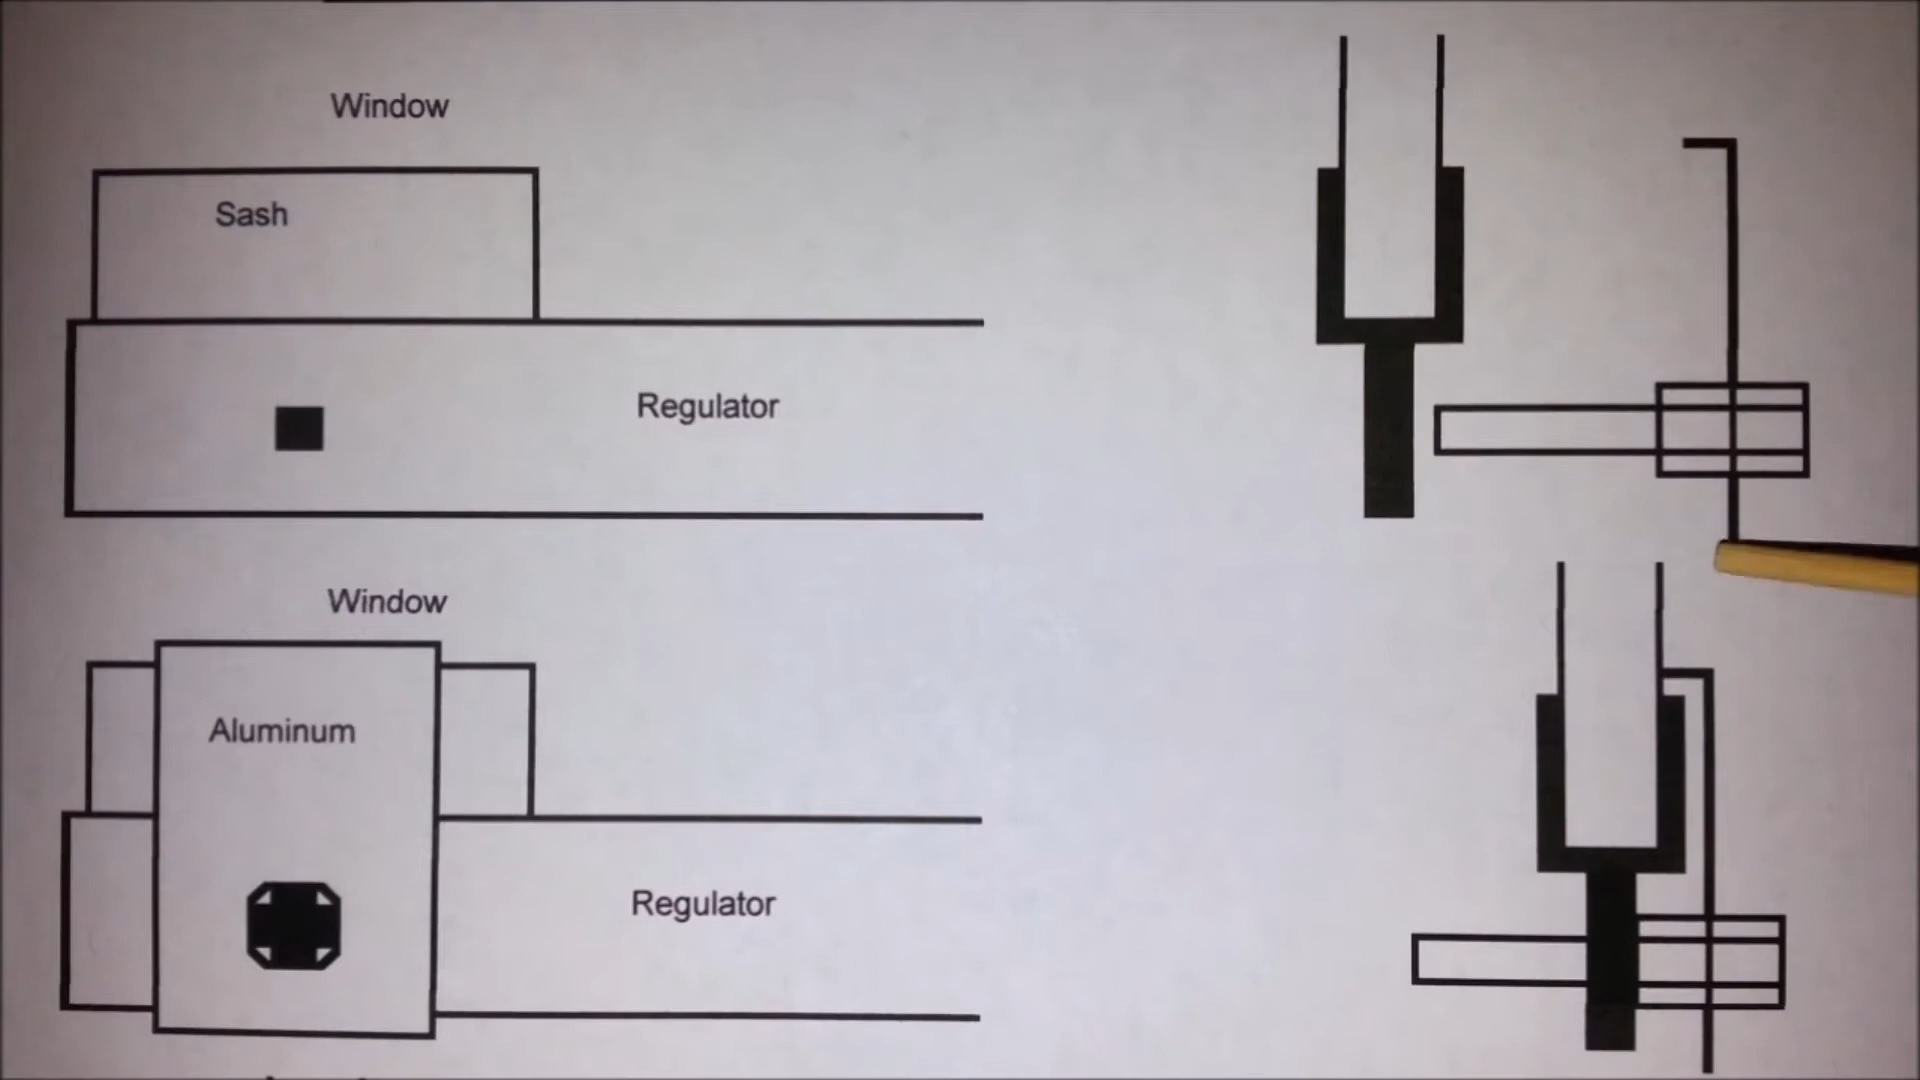 Window
Sash
Regulator
Window
Aluminum
Regulator